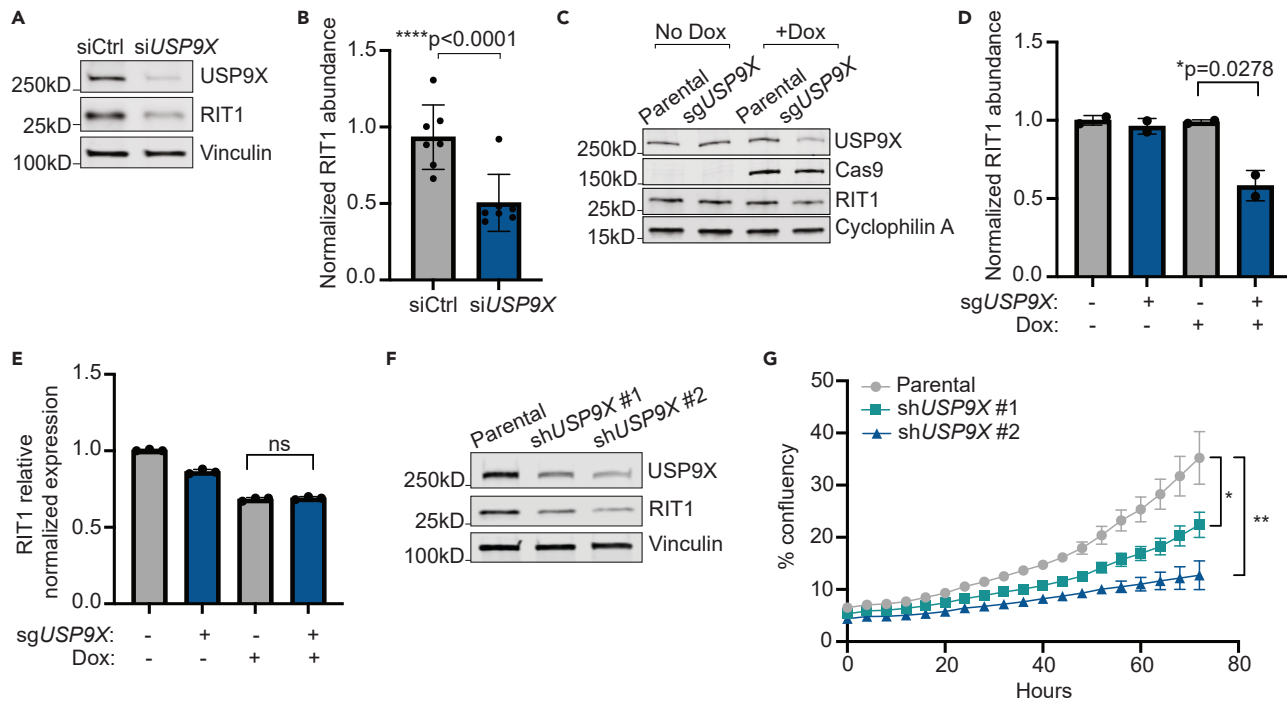 A
siCtrl siUSP9X
250kD USP9X
25kD RIT1
100kD Vinculin
B
****p<0.0001
Normalized RIT1 abundance
1.5
1.0
0.5
0.0
siCtrl siUSP9X
C
No Dox +Dox
Parental sgUSP9X Parental sgUSP9X
250kD USP9X
150kD Cas9
25kD RIT1
15kD Cyclophilin A
D
*p=0.0278
Normalized RIT1 abundance
1.5
1.0
0.5
0.0
sgUSP9X: - + - +
Dox: - - + +
E
RIT1 relative
normalized expression
1.5
1.0
0.5
0.0
ns
sgUSP9X: - + - +
Dox: - - + +
F
Parental shUSP9X #1 shUSP9X #2
250kD USP9X
25kD RIT1
100kD Vinculin
G
Parental
shUSP9X #1
shUSP9X #2
% confluency
50
40
30
20
10
0
*
**
0 20 40 60 80
Hours